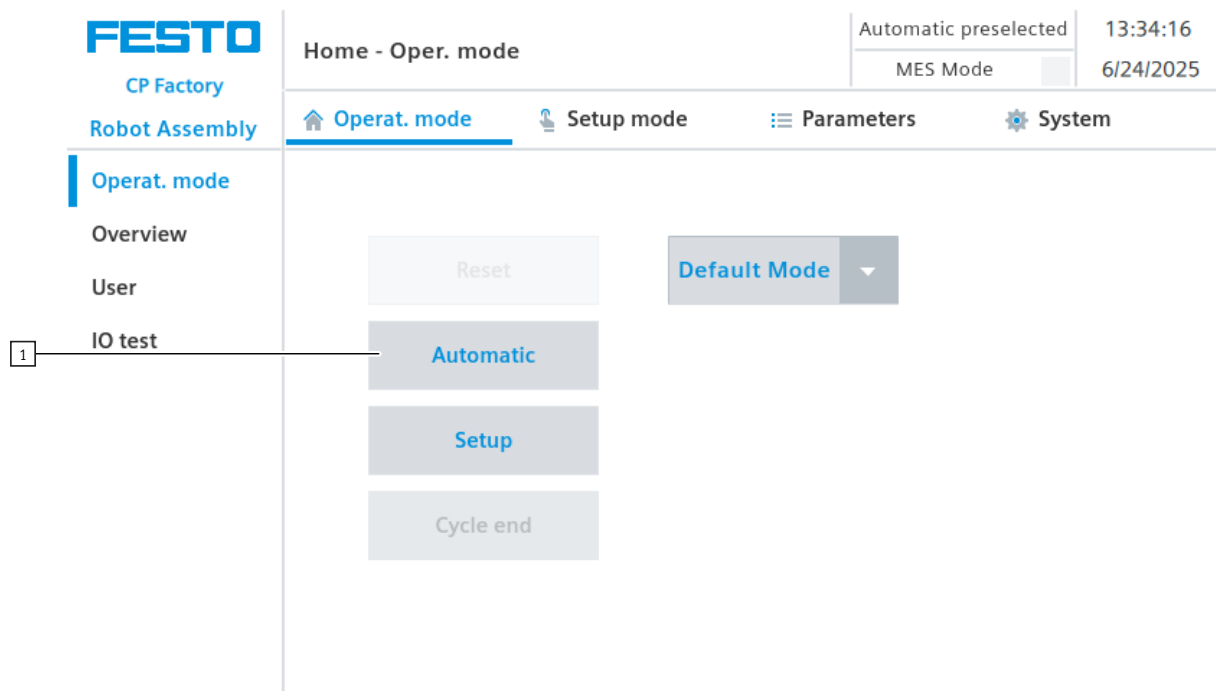 FESTO
CP Factory
Robot Assembly
Home - Oper. mode
Automatic preselected
MES Mode
13:34:16
6/24/2025
Operat. mode
Setup mode
Parameters
System
Operat. mode
Overview
User
IO test
1
Reset
Default Mode
Automatic
Setup
Cycle end